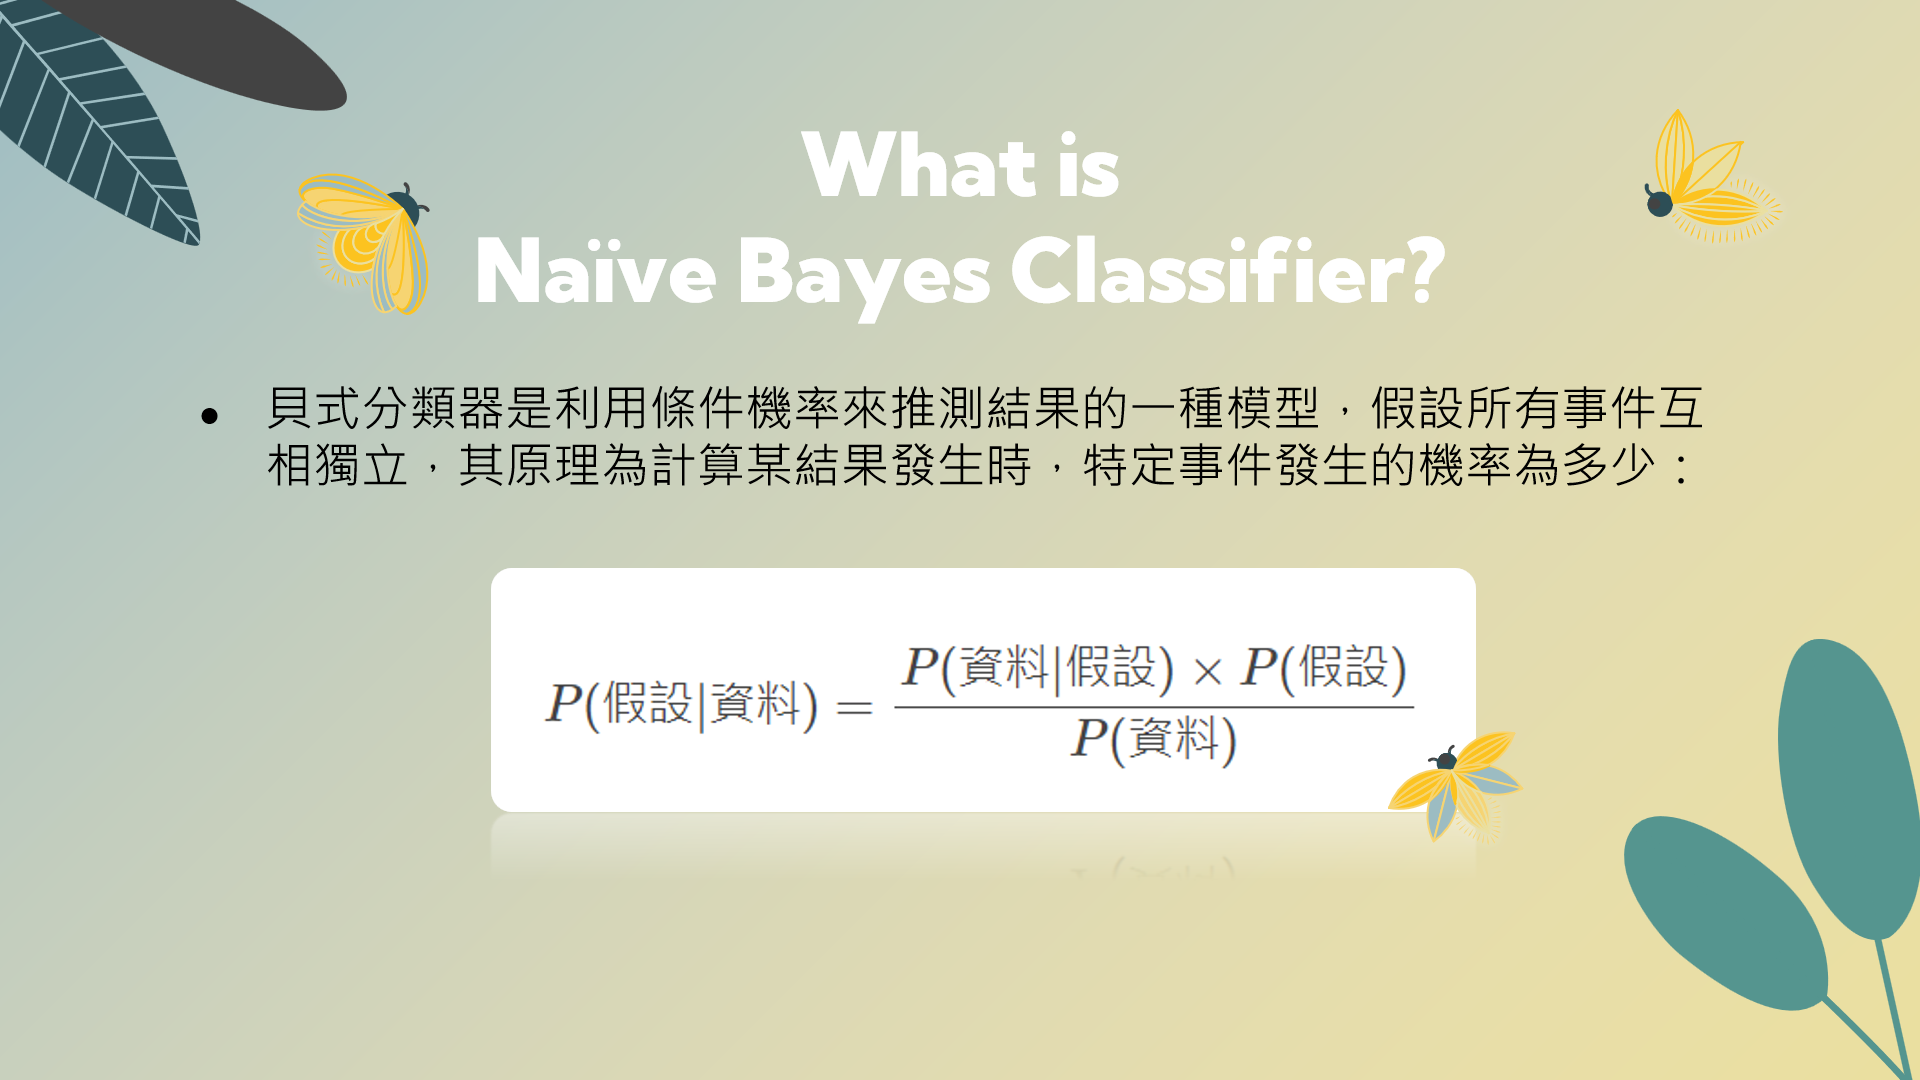 What is
Naïve Bayes Classifier?
● 貝式分類器是利用條件機率來推測結果的一種模型，假設所有事件互
相獨立，其原理為計算某結果發生時，特定事件發生的機率為多少：
P(假設|資料) = P(資料|假設) × P(假設)
P(資料)